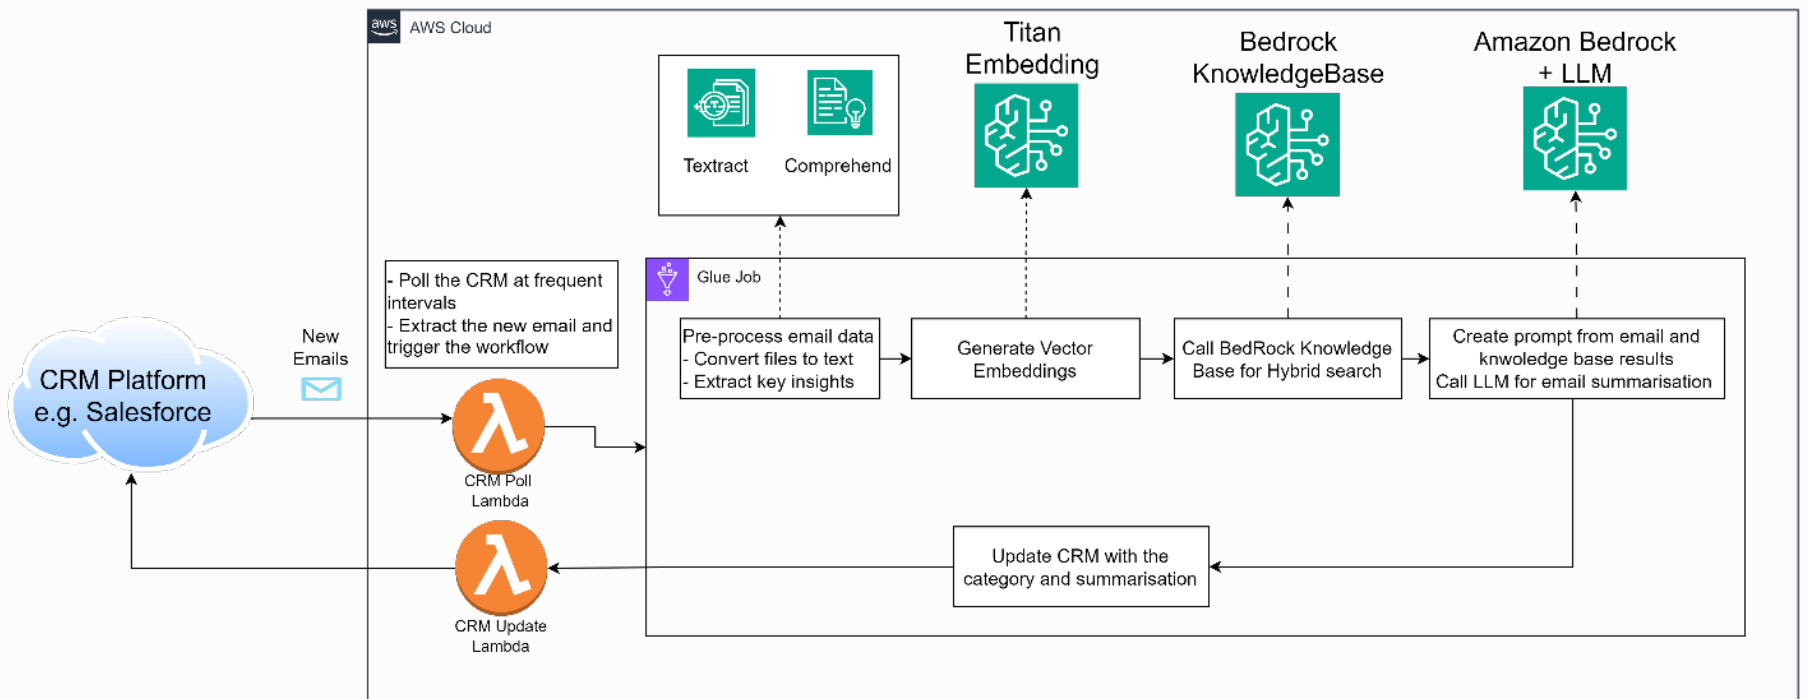 aws
AWS Cloud
Titan
Embedding
Bedrock
KnowledgeBase
Amazon Bedrock
+ LLM
Textract
Comprehend
- Poll the CRM at frequent
intervals
- Extract the new email and
trigger the workflow
Glue Job
New
Emails
CRM Platform
e.g. Salesforce
Pre-process email data
- Convert files to text
- Extract key insights
Generate Vector
Embeddings
Call BedRock Knowledge
Base for Hybrid search
Create prompt from email and
knwoledge base results
Call LLM for email summarisation
CRM Poll
Lambda
Update CRM with the
category and summarisation
CRM Update
Lambda